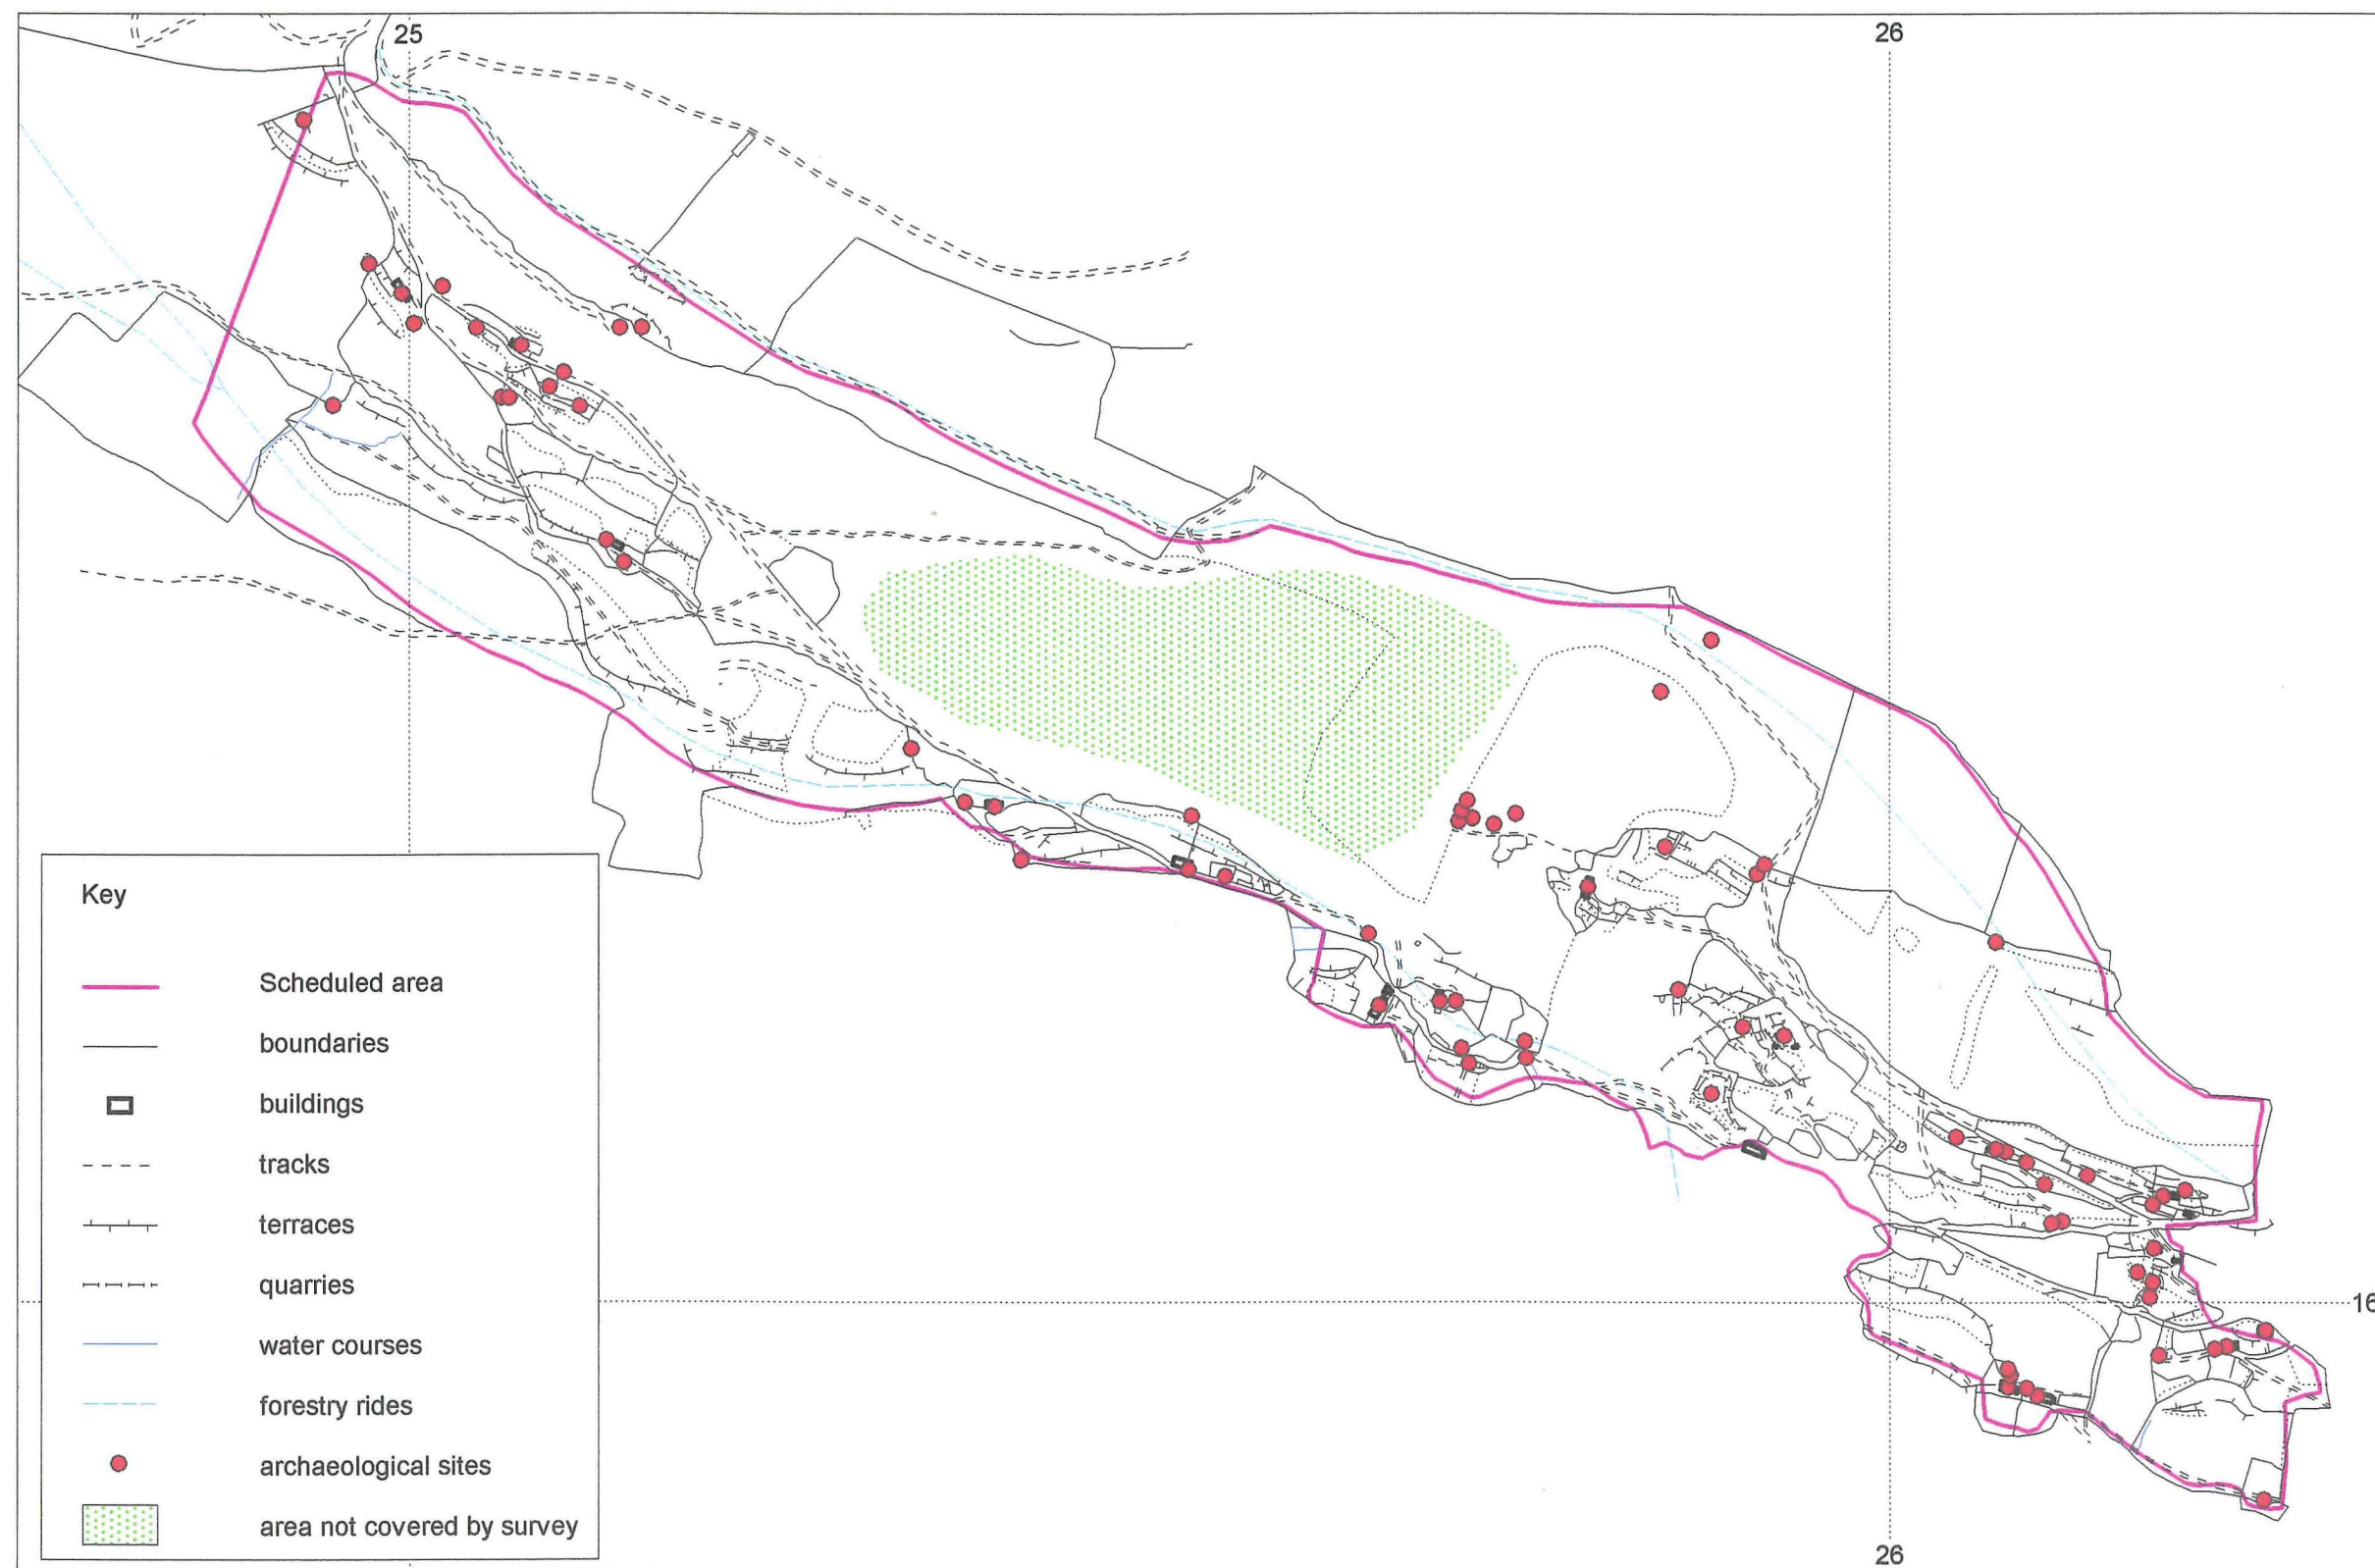 25
26
Key
Scheduled area
boundaries
buildings
tracks
terraces
quarries
water courses
forestry rides
archaeological sites
area not covered by survey
16
26